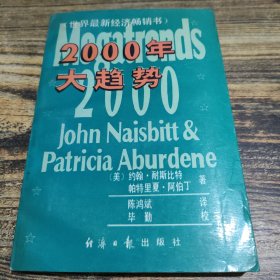 (世界最新经济畅销书)
Megatrends
2000年
大趋势
2000
John Naisbitt &
Patricia Aburdene
(美) 约翰·耐斯比特
帕特里夏·阿伯丁 著
陈鸿斌 译
毕勤 校
经济日报出版社